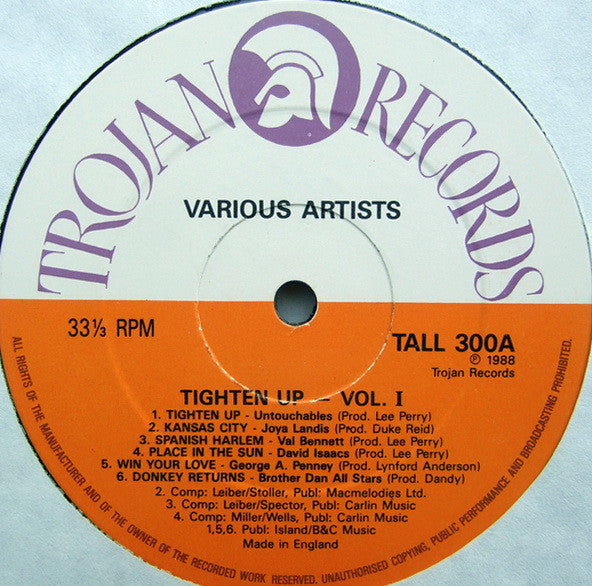 TROJAN RECORDS
VARIOUS ARTISTS
33⅓ RPM
TALL 300A
℗ 1988
Trojan Records
TIGHTEN UP – VOL. I
1. TIGHTEN UP - Untouchables (Prod. Lee Perry)
2. KANSAS CITY - Joya Landis (Prod. Duke Reid)
3. SPANISH HARLEM - Val Bennett (Prod. Lee Perry)
4. PLACE IN THE SUN - David Isaacs (Prod. Lee Perry)
5. WIN YOUR LOVE - George A. Penney (Prod. Lynford Anderson)
6. DONKEY RETURNS - Brother Dan All Stars (Prod. Dandy)
2. Comp: Leiber/Stoller, Publ: Macmelodies Ltd.
3. Comp: Leiber/Spector, Publ: Carlin Music
4. Comp: Miller/Wells, Publ: Carlin Music
1,5,6. Publ: Island/B&C Music
Made in England
ALL RIGHTS OF THE MANUFACTURER AND OF THE OWNER OF THE RECORDED WORK RESERVED. UNAUTHORISED COPYING, PUBLIC PERFORMANCE AND BROADCASTING PROHIBITED.